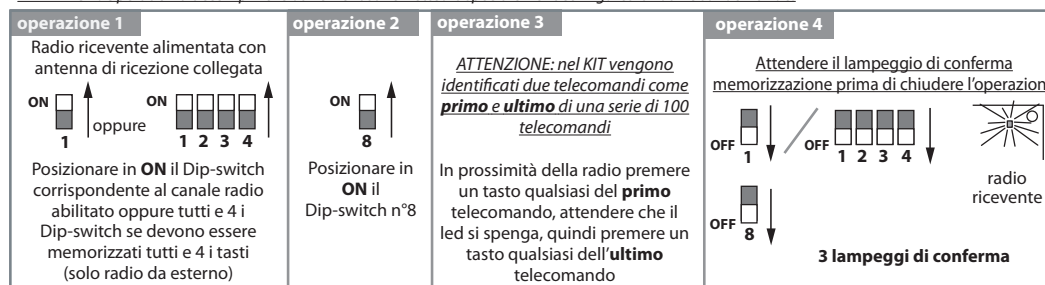 operazione 1
Radio ricevente alimentata con
antenna di ricezione collegata
ON
1
oppure
ON
1 2 3 4
Posizionare in ON il Dip-switch
corrispondente al canale radio
abilitato oppure tutti e 4 i
Dip-switch se devono essere
memorizzati tutti e 4 i tasti
(solo radio da esterno)
operazione 2
ON
8
Posizionare in
ON il
Dip-switch n°8
operazione 3
ATTENZIONE: nel KIT vengono
identificati due telecomandi come
primo e ultimo di una serie di 100
telecomandi
In prossimità della radio premere
un tasto qualsiasi del primo
telecomando, attendere che il
led si spenga, quindi premere un
tasto qualsiasi dell'ultimo
telecomando
operazione 4
Attendere il lampeggio di conferma
memorizzazione prima di chiudere l'operazion
OFF
1
OFF
1 2 3 4
radio
ricevente
OFF
8
3 lampeggi di conferma